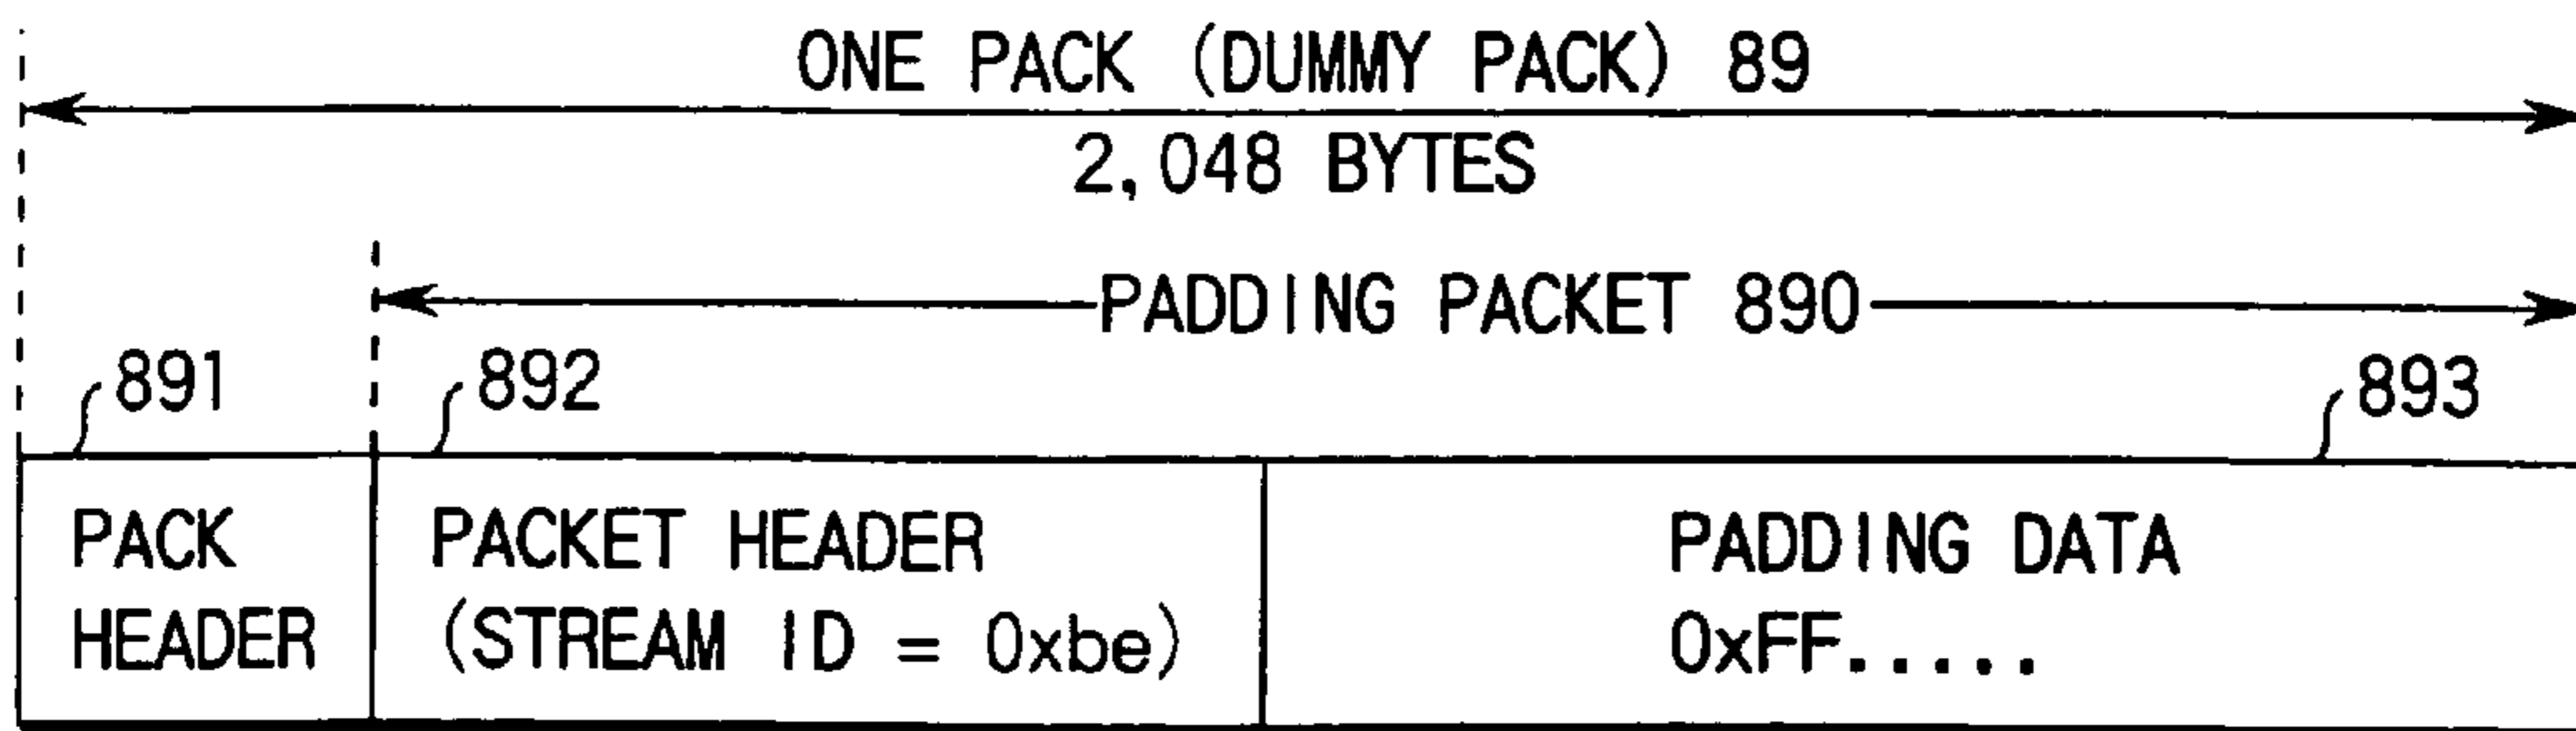 ONE PACK (DUMMY PACK) 89
2,048 BYTES
PADDING PACKET 890
891
892
893
PACK
HEADER
PACKET HEADER
(STREAM ID = 0xbe)
PADDING DATA
0xFF.....